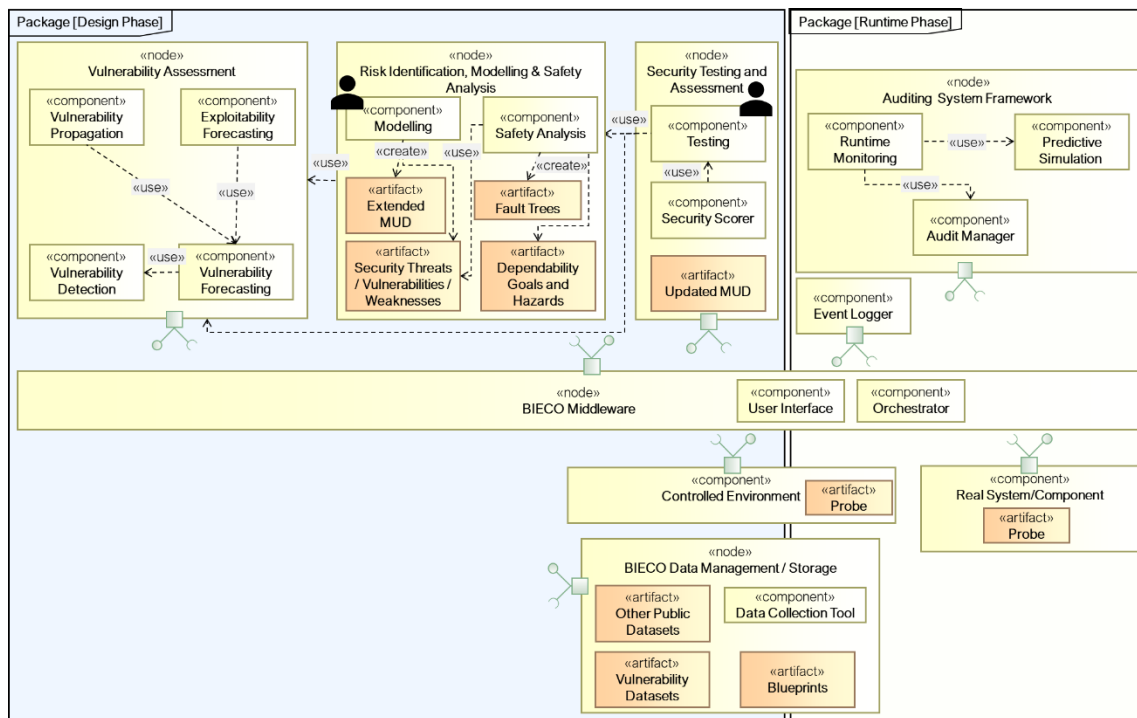 Package [Design Phase]
«node»
Vulnerability Assessment
«component»
Vulnerability
Propagation
«component»
Exploitability
Forecasting
«use»
«use»
«component»
Vulnerability
Detection
«use»
«component»
Vulnerability
Forecasting
«use»
«node»
Risk Identification, Modelling & Safety
Analysis
«component»
Modelling
«component»
Safety Analysis
«create»
«use»
«create»
«artifact»
Extended
MUD
«artifact»
Fault Trees
«artifact»
Security Threats
/ Vulnerabilities /
Weaknesses
«artifact»
Dependability
Goals and
Hazards
«use»
«node»
Security Testing and
Assessment
«component»
Testing
«use»
«component»
Security Scorer
«artifact»
Updated MUD
Package [Runtime Phase]
«node»
Auditing System Framework
«component»
Runtime
Monitoring
«use»
«component»
Predictive
Simulation
«use»
«component»
Audit Manager
«component»
Event Logger
«node»
BIECO Middleware
«component»
User Interface
«component»
Orchestrator
«component»
Controlled Environment
«artifact»
Probe
«component»
Real System/Component
«artifact»
Probe
«node»
BIECO Data Management / Storage
«artifact»
Other Public
Datasets
«component»
Data Collection Tool
«artifact»
Vulnerability
Datasets
«artifact»
Blueprints